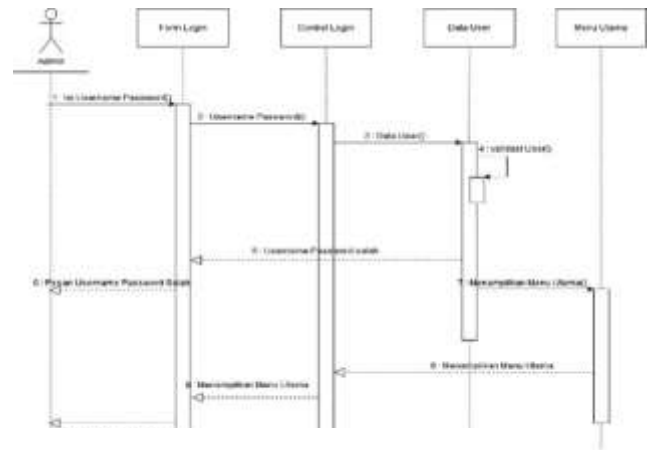 Form Login
Control Login
Data User
Menu Utama
Admin
1 : Isi Username Password()
2 : Username Password()
3 : Data User()
4 : validasi User()
5 : Username Password salah
6 : Pesan Username Password Salah
7 : Menampilkan Menu Utama()
8 : Menampilkan Menu Utama
9 : Menampilkan Menu Utama